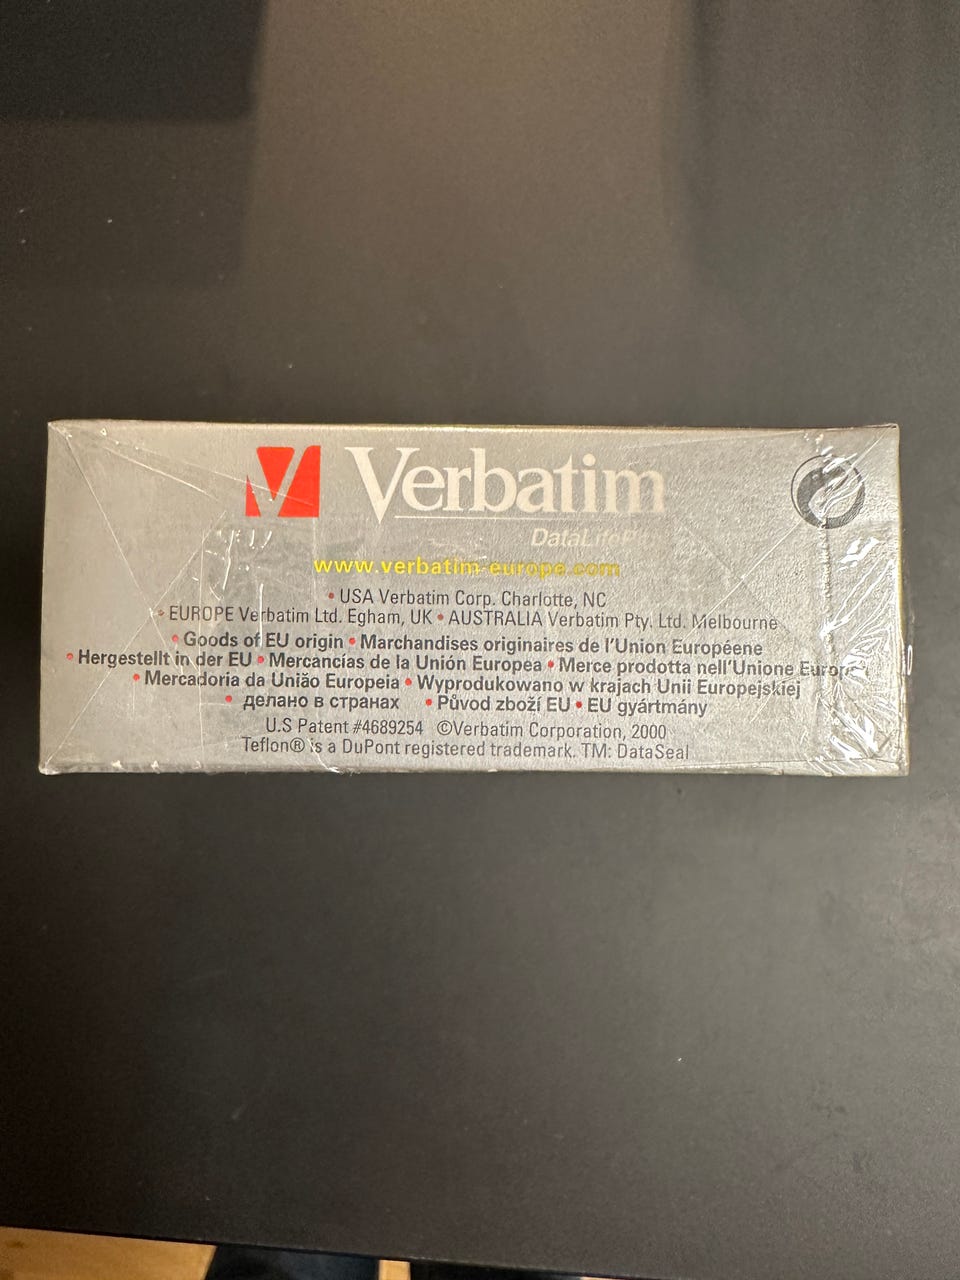 Verbatim
DataLifeP
www.verbatim-europe.com
• USA Verbatim Corp. Charlotte, NC
• EUROPE Verbatim Ltd. Egham, UK • AUSTRALIA Verbatim Pty. Ltd. Melbourne
• Goods of EU origin • Marchandises originaires de l'Union Européene
• Hergestellt in der EU • Mercancías de la Unión Europea • Merce prodotta nell'Unione Europ
• Mercadoria da União Europeia • Wyprodukowano w krajach Unii Europejskiej
• делано в странах • Původ zboží EU • EU gyártmány
U.S Patent #4689254 ©Verbatim Corporation, 2000
Teflon® is a DuPont registered trademark. TM: DataSeal